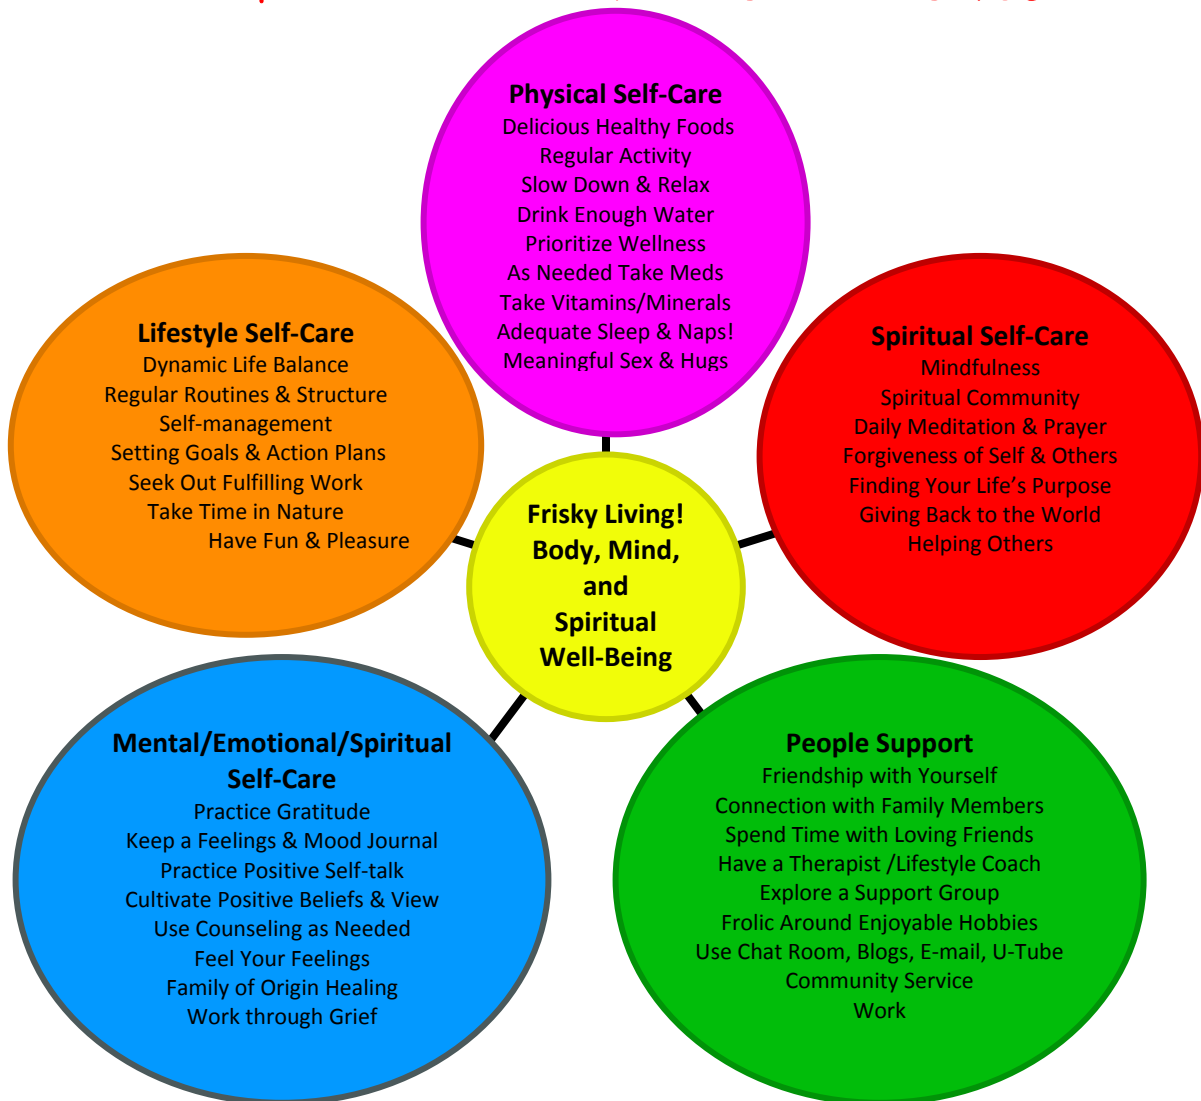 Physical Self-Care
Delicious Healthy Foods
Regular Activity
Slow Down & Relax
Drink Enough Water
Prioritize Wellness
As Needed Take Meds
Take Vitamins/Minerals
Adequate Sleep & Naps!
Meaningful Sex & Hugs
Lifestyle Self-Care
Dynamic Life Balance
Regular Routines & Structure
Self-management
Setting Goals & Action Plans
Seek Out Fulfilling Work
Take Time in Nature
Have Fun & Pleasure
Spiritual Self-Care
Mindfulness
Spiritual Community
Daily Meditation & Prayer
Forgiveness of Self & Others
Finding Your Life’s Purpose
Giving Back to the World
Helping Others
Frisky Living!
Body, Mind,
and
Spiritual
Well-Being
Mental/Emotional/Spiritual
Self-Care
Practice Gratitude
Keep a Feelings & Mood Journal
Practice Positive Self-talk
Cultivate Positive Beliefs & View
Use Counseling as Needed
Feel Your Feelings
Family of Origin Healing
Work through Grief
People Support
Friendship with Yourself
Connection with Family Members
Spend Time with Loving Friends
Have a Therapist /Lifestyle Coach
Explore a Support Group
Frolic Around Enjoyable Hobbies
Use Chat Room, Blogs, E-mail, U-Tube
Community Service
Work